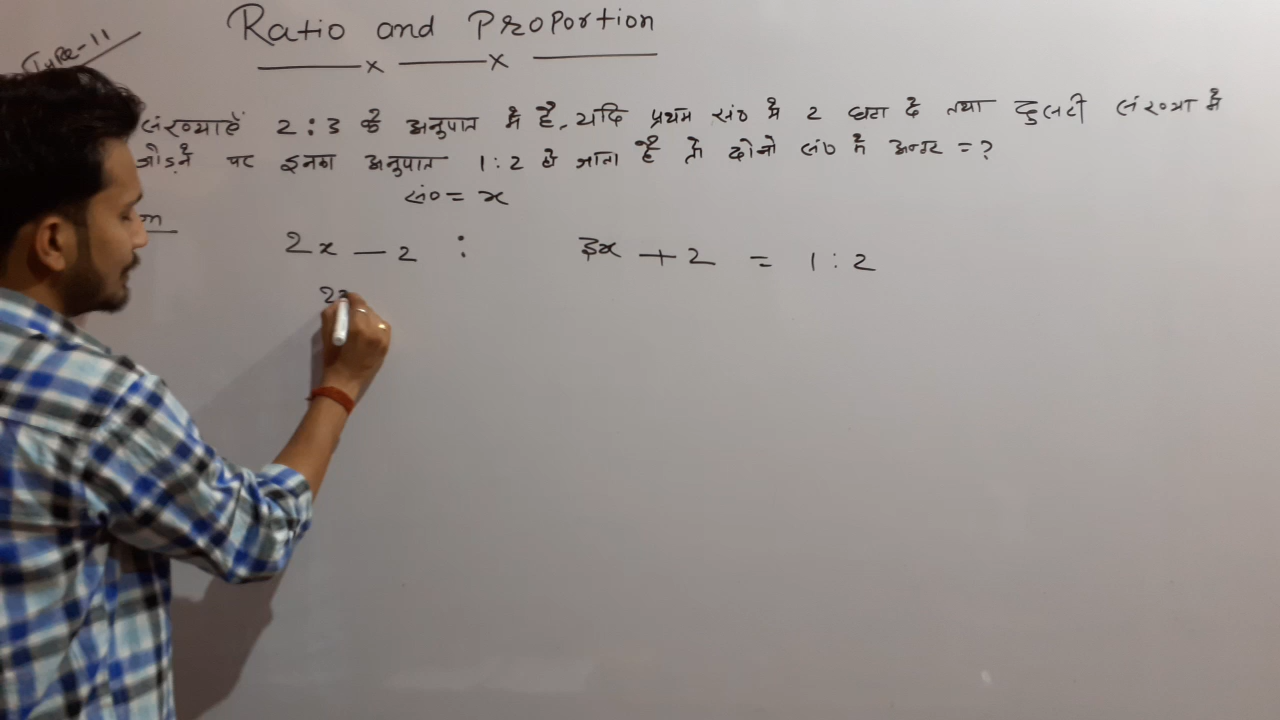 Ratio and Proportion
Type-11
संख्याएें 2:3 के अनुपात में है, यदि प्रथम सं० में 2 घटा दे तथा दुसरी संख्या में
जोड़ने पर इनका अनुपात 1:2 हो जाता है तो दोनो सं० में अन्तर = ?
सं० = x
2x - 2 : 3x + 2 = 1:2